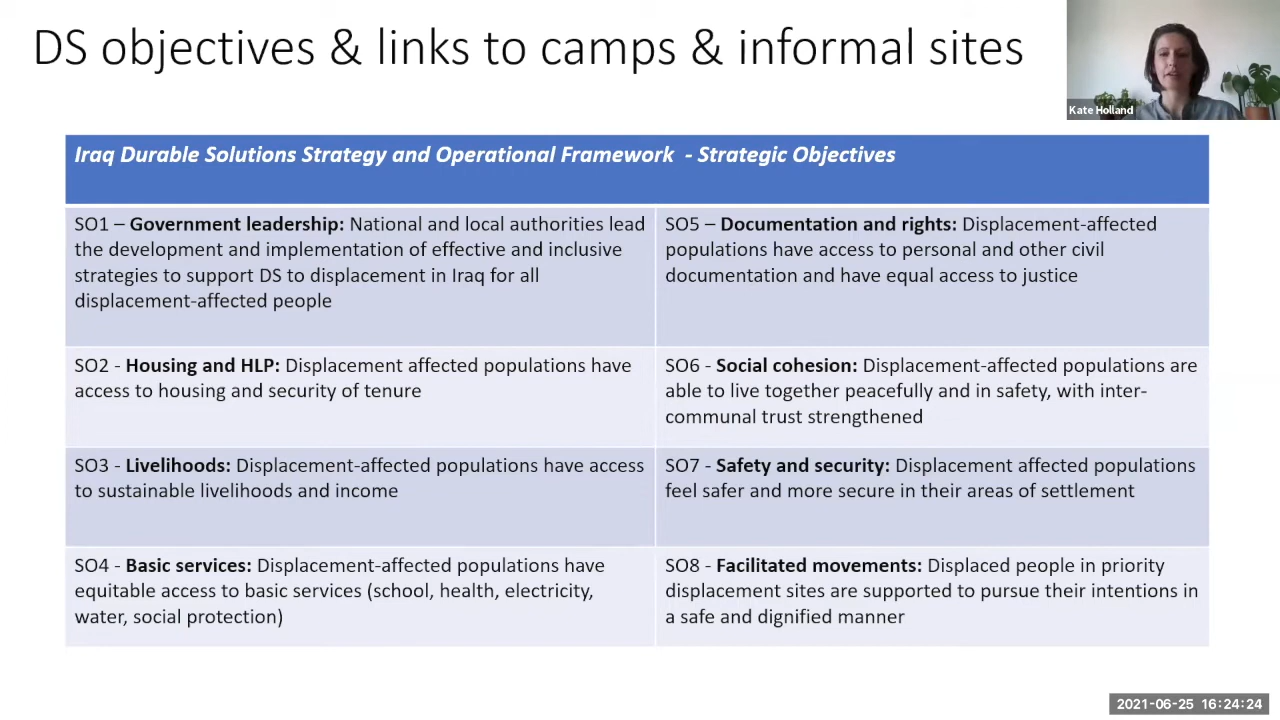 DS objectives & links to camps & informal sites
Kate Holland
Iraq Durable Solutions Strategy and Operational Framework  - Strategic Objectives
SO1 – Government leadership: National and local authorities lead
the development and implementation of effective and inclusive
strategies to support DS to displacement in Iraq for all
displacement-affected people
SO5 – Documentation and rights: Displacement-affected
populations have access to personal and other civil
documentation and have equal access to justice
SO2 - Housing and HLP: Displacement affected populations have
access to housing and security of tenure
SO6 - Social cohesion: Displacement-affected populations are
able to live together peacefully and in safety, with inter-
communal trust strengthened
SO3 - Livelihoods: Displacement-affected populations have access
to sustainable livelihoods and income
SO7 - Safety and security: Displacement affected populations
feel safer and more secure in their areas of settlement
SO4 - Basic services: Displacement-affected populations have
equitable access to basic services (school, health, electricity,
water, social protection)
SO8 - Facilitated movements: Displaced people in priority
displacement sites are supported to pursue their intentions in
a safe and dignified manner
2021-06-25 16:24:24